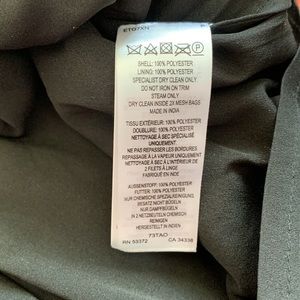 ETG7XN
SHELL: 100% POLYESTER
LINING: 100% POLYESTER
SPECIALIST DRY CLEAN ONLY
DO NOT IRON ON TRIM
STEAM ONLY
DRY CLEAN INSIDE 2X MESH BAGS
MADE IN INDIA
TISSU EXTÉRIEUR: 100% POLYESTER
DOUBLURE: 100% POLYESTER
NETTOYAGE À SEC SPÉCIALISÉ
UNIQUEMENT
NE PAS REPASSER LES BORDURES
REPASSAGE VAPEUR UNIQUEMENT
NETTOYAGE À SEC À L'INTÉRIEUR DE
2 FILETS À LINGE
FABRIQUÉ EN INDE
AUSSENSTOFF: 100% POLYESTER
FUTTER: 100% POLYESTER
NUR CHEMISCHE SPEZIALREINIGUNG
BESATZ NICHT BÜGELN
NUR DAMPFBÜGELN
IN 2 NETZBEUTELN CHEMISCH
REINIGEN
HERGESTELLT IN INDIEN
73TAO
RN 53372 CA 34338